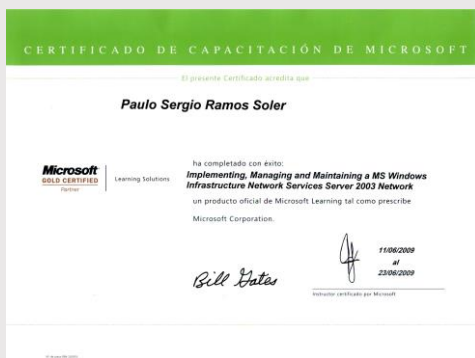 CERTIFICADO DE CAPACITACIÓN DE MICROSOFT
El presente Certificado acredita que
Paulo Sergio Ramos Soler
ha completado con éxito:
Microsoft
GOLD CERTIFIED
Partner
Learning Solutions
Implementing, Managing and Maintaining a MS Windows
Infrastructure Network Services Server 2003 Network
un producto oficial de Microsoft Learning tal como prescribe
Microsoft Corporation.
Bill Gates
11/06/2009
al
23/06/2009
Instructor certificado por Microsoft